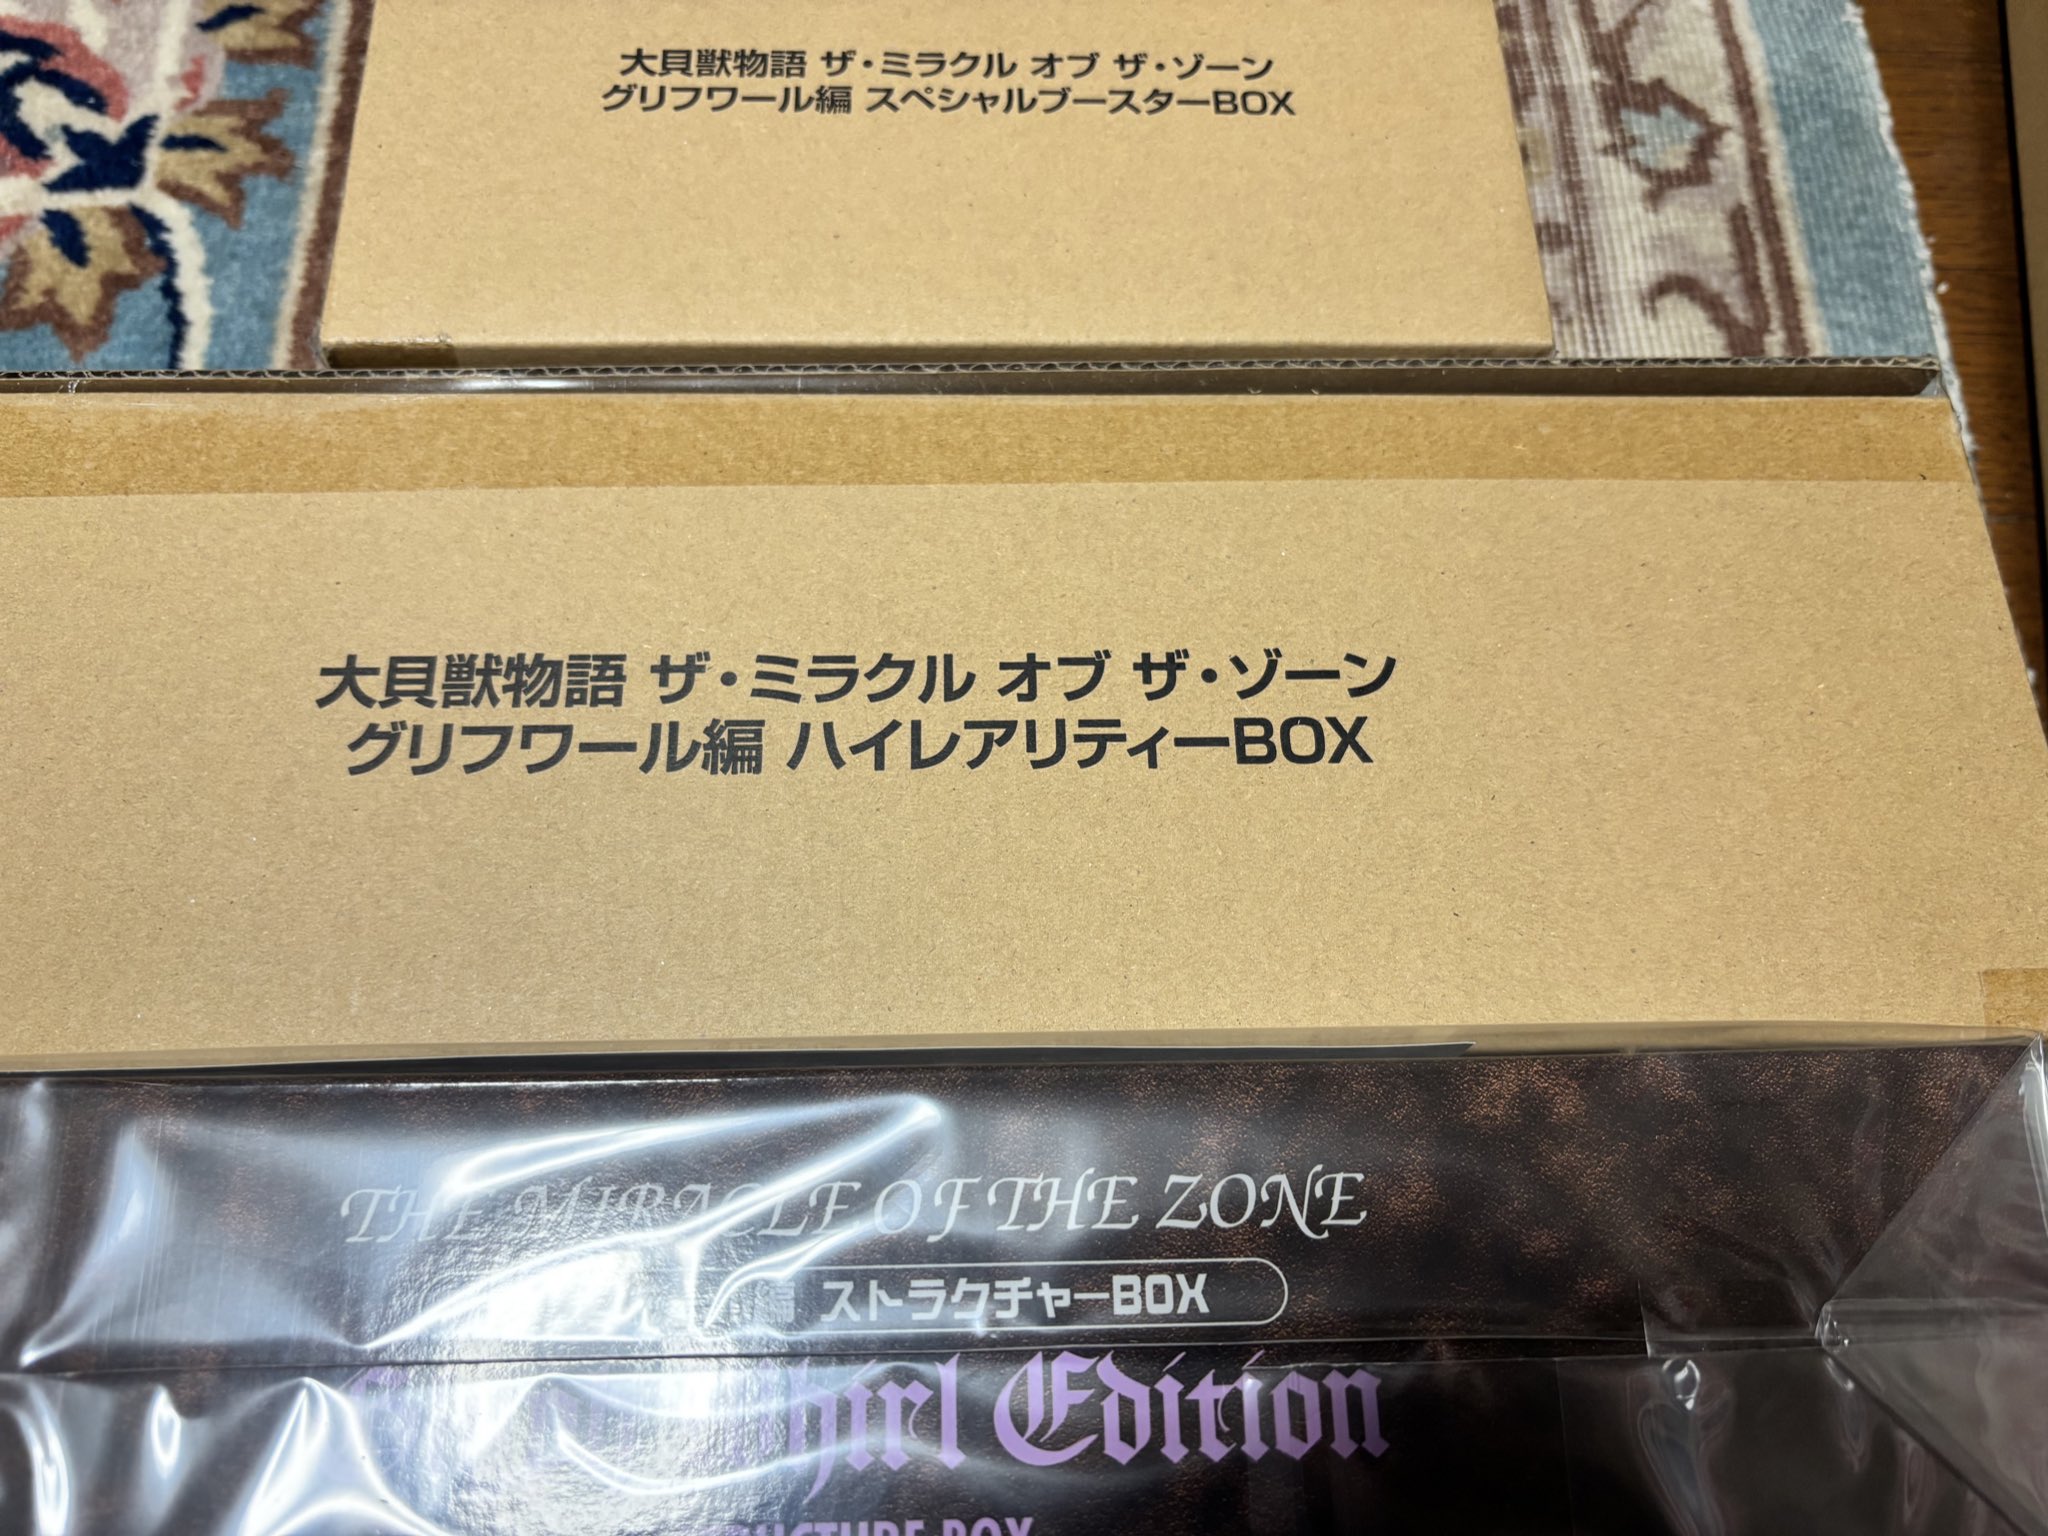 大貝獣物語 ザ・ミラクル オブ ザ・ゾーン
グリフワール編 スペシャルブースターBOX
大貝獣物語 ザ・ミラクル オブ ザ・ゾーン
グリフワール編 ハイレアリティーBOX
THE MIRACLE OF THE ZONE
編 ストラクチャーBOX
Edition
BOX